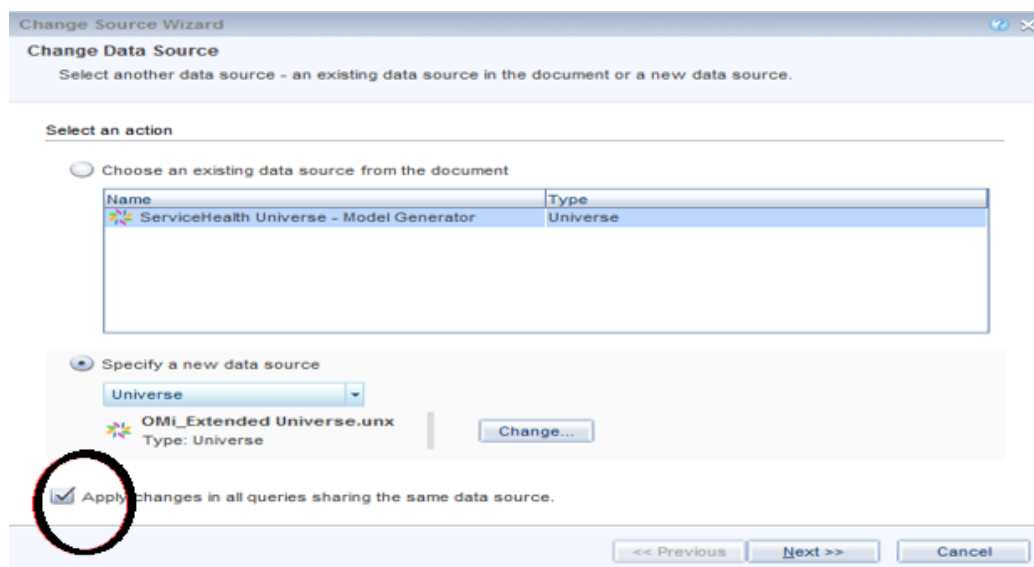 Change Source Wizard
Change Data Source
Select another data source - an existing data source in the document or a new data source.
Select an action
Choose an existing data source from the document
Name Type
ServiceHealth Universe - Model Generator Universe
Specify a new data source
Universe
OMi_Extended Universe.unx
Type: Universe
Change...
Apply changes in all queries sharing the same data source.
<< Previous Next >> Cancel